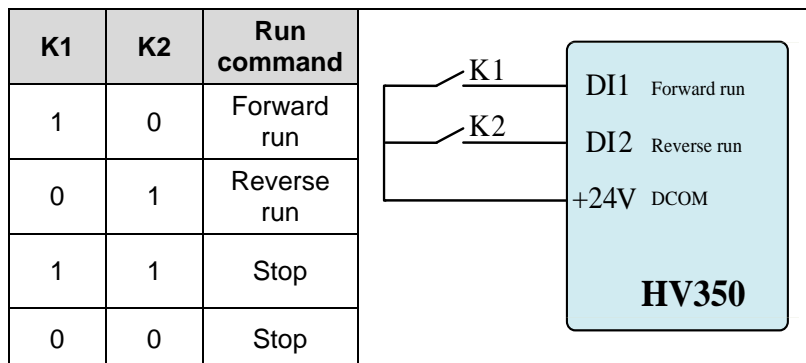 K1 K2 Run command
1 0 Forward run
0 1 Reverse run
1 1 Stop
0 0 Stop
K1
DI1 Forward run
K2
DI2 Reverse run
+24V DCOM
HV350